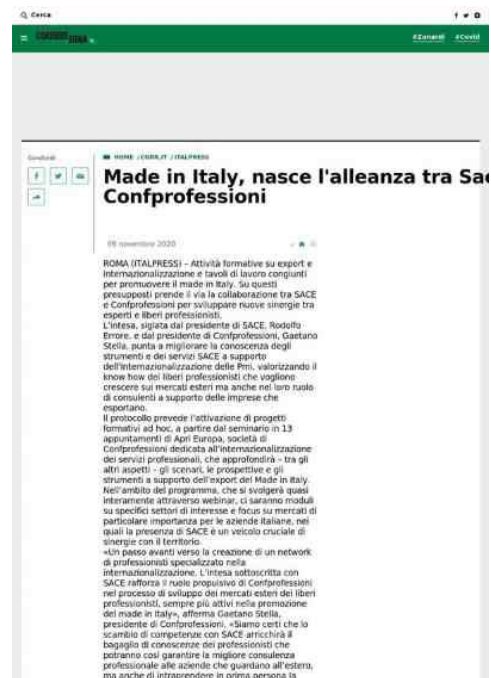 Cerca
#Zanardi #Covid
Condividi
HOME / CORR.IT / ITALPRESS
Made in Italy, nasce l'alleanza tra Sac
Confprofessioni
09 novembre 2020
ROMA (ITALPRESS) – Attività formative su export e
internazionalizzazione e tavoli di lavoro congiunti
per promuovere il made in Italy. Su questi
presupposti prende il via la collaborazione tra SACE
e Confprofessioni per sviluppare nuove sinergie tra
esperti e liberi professionisti.
L'intesa, siglata dal presidente di SACE, Rodolfo
Errore, e dal presidente di Confprofessioni, Gaetano
Stella, punta a migliorare la conoscenza degli
strumenti e dei servizi SACE a supporto
dell'internazionalizzazione delle Pmi, valorizzando il
know how dei liberi professionisti che vogliono
crescere sui mercati esteri ma anche nel loro ruolo
di consulenti a supporto delle imprese che
esportano.
Il protocollo prevede l'attivazione di progetti
formativi ad hoc, a partire dal seminario in 13
appuntamenti di Apri Europa, società di
Confprofessioni dedicata all'internazionalizzazione
dei servizi professionali, che approfondirà – tra gli
altri aspetti – gli scenari, le prospettive e gli
strumenti a supporto dell'export del Made in Italy.
Nell'ambito del programma, che si svolgerà quasi
interamente attraverso webinar, ci saranno moduli
su specifici settori di interesse e focus su mercati di
particolare importanza per le aziende italiane, nei
quali la presenza di SACE è un veicolo cruciale di
sinergie con il territorio.
«Un passo avanti verso la creazione di un network
di professionisti specializzato nella
internazionalizzazione. L'intesa sottoscritta con
SACE rafforza il ruolo propulsivo di Confprofessioni
nel processo di sviluppo dei mercati esteri dei liberi
professionisti, sempre più attivi nella promozione
del made in Italy», afferma Gaetano Stella,
presidente di Confprofessioni. «Siamo certi che lo
scambio di competenze con SACE arricchirà il
bagaglio di conoscenze dei professionisti che
potranno così garantire la migliore consulenza
professionale alle aziende che guardano all'estero,
ma anche di intraprendere in prima persona la